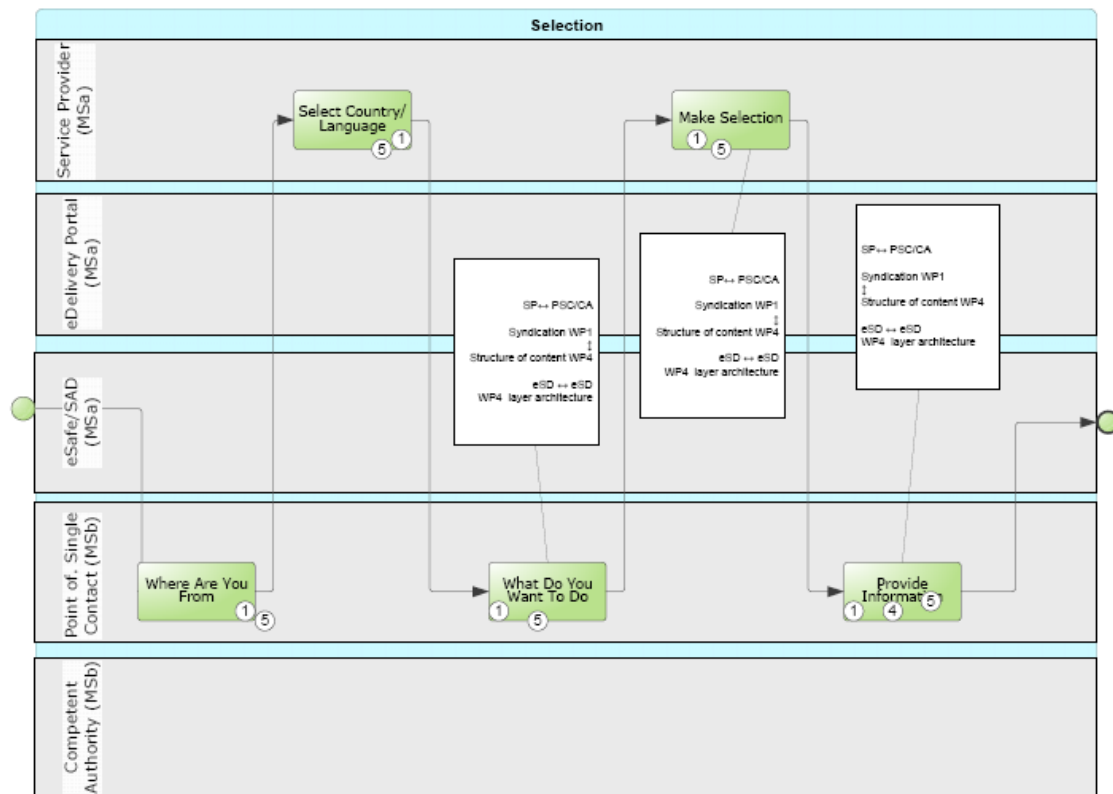 Selection
Service Provider
(MSa)
Select Country/
Language
1
5
Make Selection
1
5
eDelivery Portal
(MSa)
SP↔ PSC/CA
Syndication WP1
↕
Structure of content WP4
eSD ↔ eSD
WP4 layer architecture
SP↔ PSC/CA
Syndication WP1
↕
Structure of content WP4
eSD ↔ eSD
WP4 layer architecture
SP↔ PSC/CA
Syndication WP1
↕
Structure of content WP4
eSD ↔ eSD
WP4 layer architecture
eSafe/SAD
(MSa)
Point of. Single
Contact (MSb)
Where Are You
From
1
5
What Do You
Want To Do
1
5
Provide
Information
1
4
5
Competent
Authority (MSb)